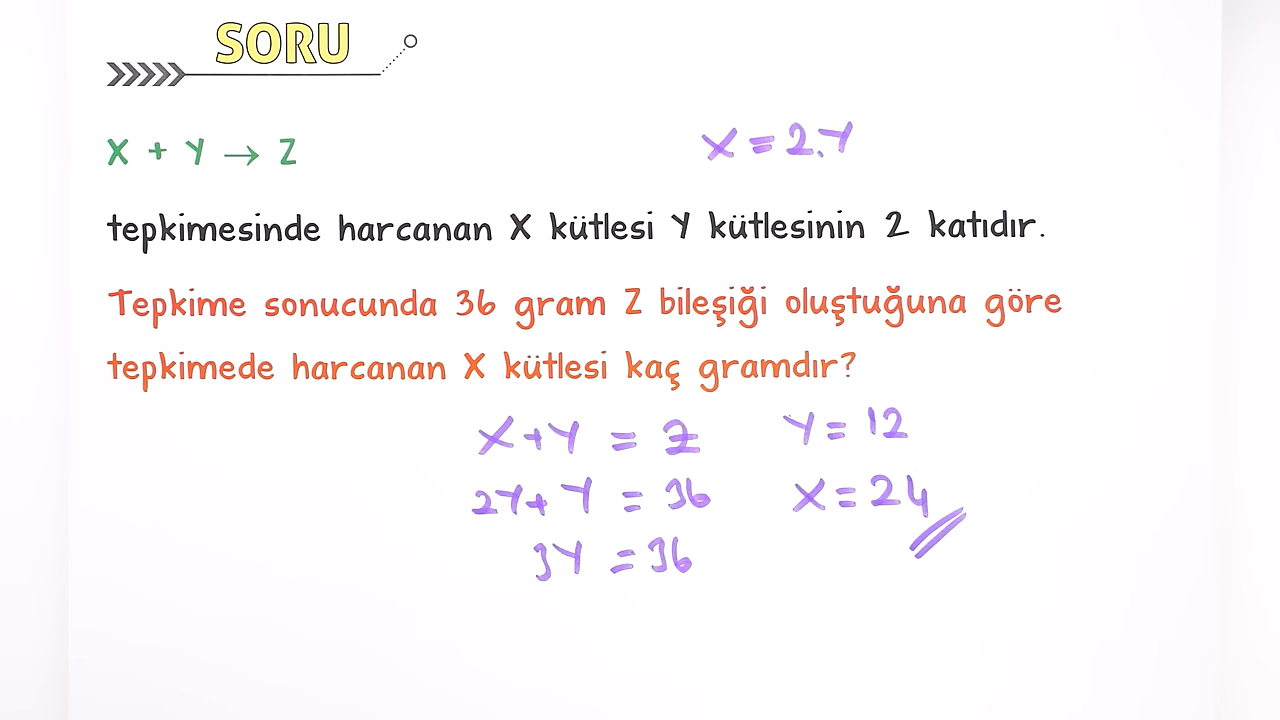 SORU
X + Y → Z
X = 2.Y
tepkimesinde harcanan X kütlesi Y kütlesinin 2 katıdır.
Tepkime sonucunda 36 gram Z bileşiği oluştuğuna göre
tepkimede harcanan X kütlesi kaç gramdır?
X+Y = Z
Y = 12
2Y+ Y = 36
X = 24
3Y = 36